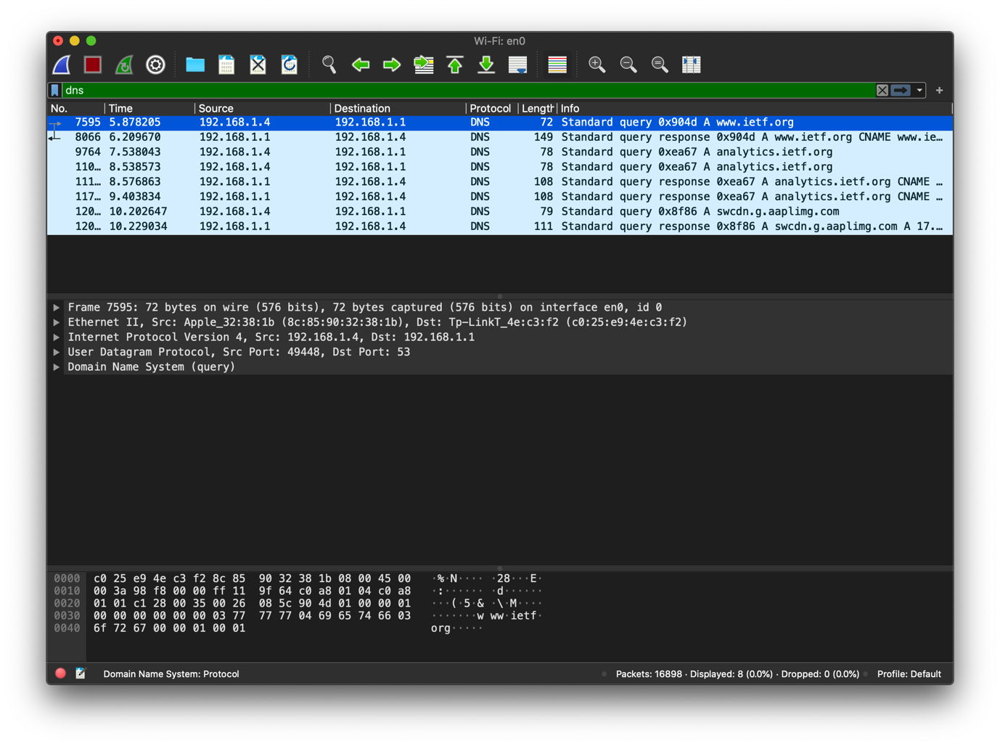 Wi-Fi: en0
dns
No. Time Source Destination Protocol Length Info
7595 5.878205 192.168.1.4 192.168.1.1 DNS 72 Standard query 0x904d A www.ietf.org
8066 6.209670 192.168.1.1 192.168.1.4 DNS 149 Standard query response 0x904d A www.ietf.org CNAME www.ie…
9764 7.538043 192.168.1.4 192.168.1.1 DNS 78 Standard query 0xea67 A analytics.ietf.org
110… 8.538573 192.168.1.4 192.168.1.1 DNS 78 Standard query 0xea67 A analytics.ietf.org
111… 8.576863 192.168.1.1 192.168.1.4 DNS 108 Standard query response 0xea67 A analytics.ietf.org CNAME …
117… 9.403834 192.168.1.1 192.168.1.4 DNS 108 Standard query response 0xea67 A analytics.ietf.org CNAME …
120… 10.202647 192.168.1.4 192.168.1.1 DNS 79 Standard query 0x8f86 A swcdn.g.aaplimg.com
120… 10.229034 192.168.1.1 192.168.1.4 DNS 111 Standard query response 0x8f86 A swcdn.g.aaplimg.com A 17.…
Frame 7595: 72 bytes on wire (576 bits), 72 bytes captured (576 bits) on interface en0, id 0
Ethernet II, Src: Apple_32:38:1b (8c:85:90:32:38:1b), Dst: Tp-LinkT_4e:c3:f2 (c0:25:e9:4e:c3:f2)
Internet Protocol Version 4, Src: 192.168.1.4, Dst: 192.168.1.1
User Datagram Protocol, Src Port: 49448, Dst Port: 53
Domain Name System (query)
0000 c0 25 e9 4e c3 f2 8c 85 90 32 38 1b 08 00 45 00 ·%·N···· ·28···E·
0010 00 3a 98 f8 00 00 ff 11 9f 64 c0 a8 01 04 c0 a8 ·:······ ·d······
0020 01 01 c1 28 00 35 00 26 08 5c 90 4d 01 00 00 01 ···(·5·& ·\·M····
0030 00 00 00 00 00 00 03 77 77 77 04 69 65 74 66 03 ·······w ww·ietf·
0040 6f 72 67 00 00 01 00 01 org·····
Domain Name System: Protocol
Packets: 16898 · Displayed: 8 (0.0%) · Dropped: 0 (0.0%)
Profile: Default